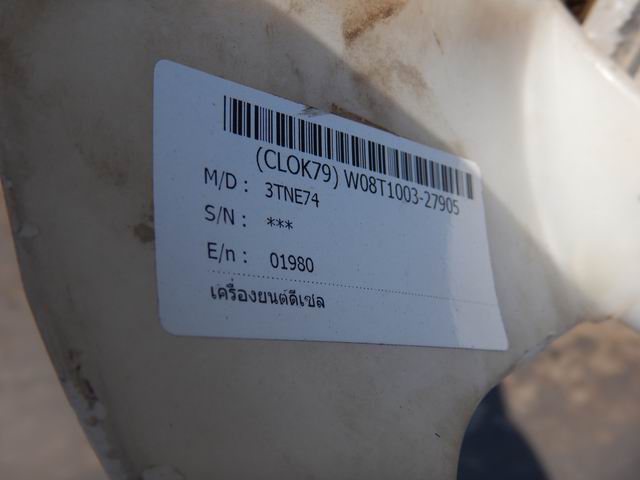 (CLOK79) W08T1003-27905
M/D : 3TNE74
S/N : ***
E/n : 01980
เครื่องยนต์ดีเซล